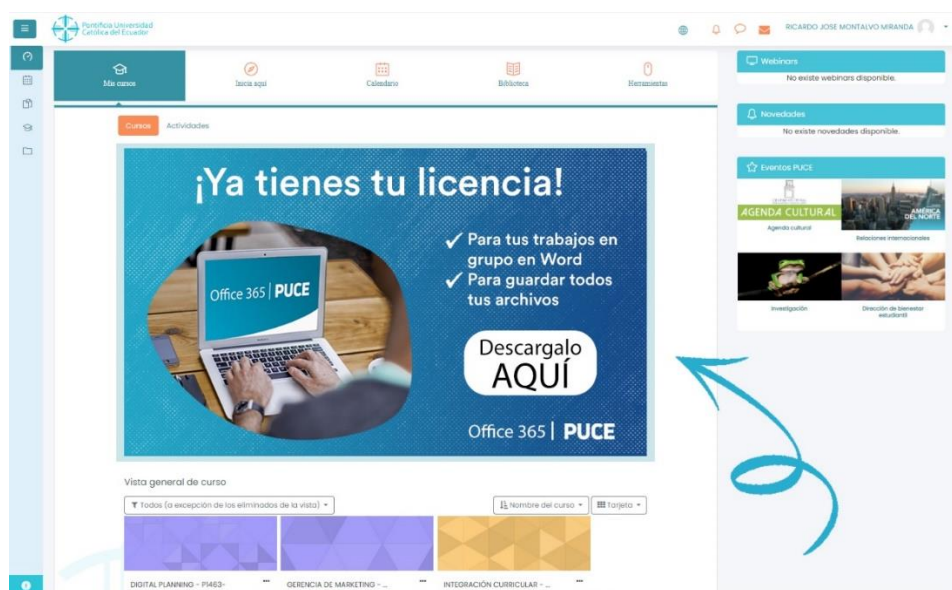 Pontificia Universidad
Católica del Ecuador
RICARDO JOSE MONTALVO MIRANDA
Mis cursos
Inicia aquí
Calendario
Biblioteca
Herramientas
Cursos
Actividades
¡Ya tienes tu licencia!
Office 365 | PUCE
✓ Para tus trabajos en
grupo en Word
✓ Para guardar todos
tus archivos
Descargalo
AQUÍ
Office 365 | PUCE
Vista general de curso
Todos (a excepción de los eliminados de la vista)
Nombre del curso
Tarjeta
DIGITAL PLANNING - P1463-
GERENCIA DE MARKETING - ...
INTEGRACIÓN CURRICULAR - ...
Webinars
No existe webinars disponible.
Novedades
No existe novedades disponible.
Eventos PUCE
AGENDA CULTURAL
Agenda cultural
AMÉRICA
DEL NORTE
Relaciones internacionales
Investigación
Dirección de bienestar
estudiantil